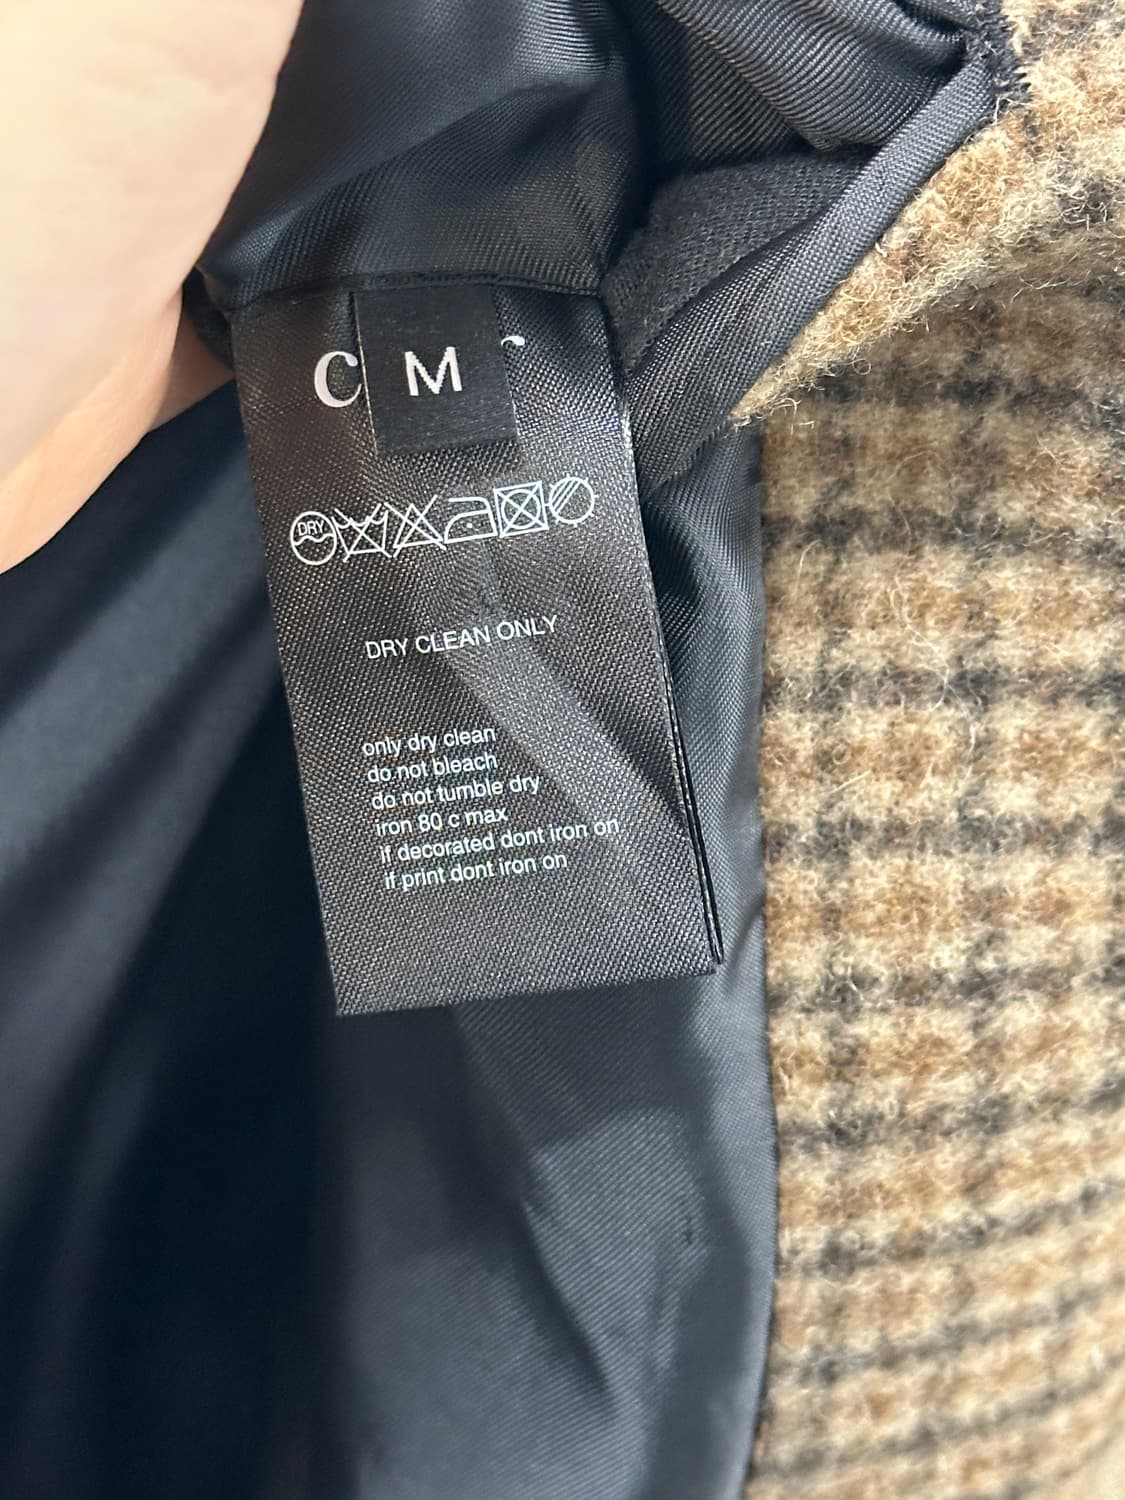 C
M
DRY
DRY CLEAN ONLY
only dry clean
do not bleach
do not tumble dry
iron 80 c max
if decorated dont iron on
if print dont iron on